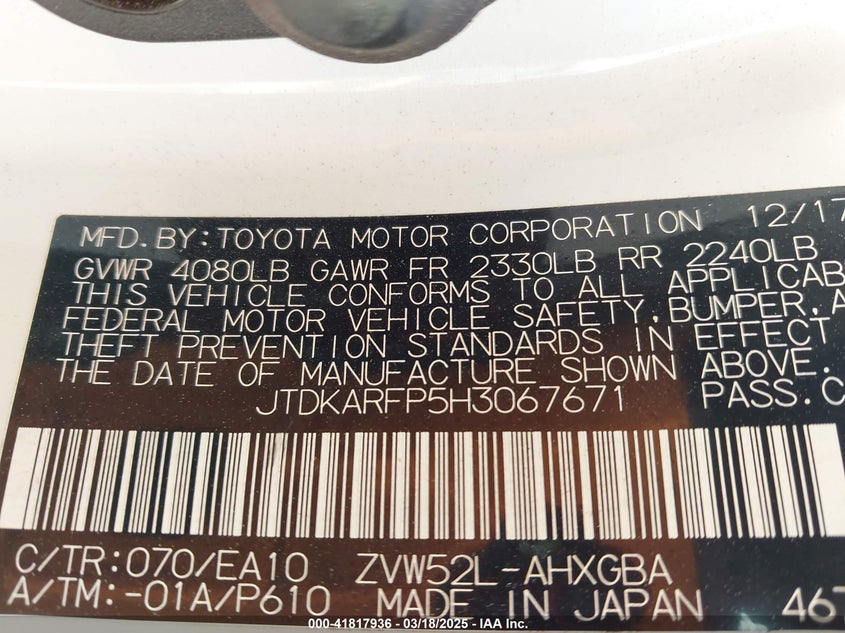 MFD.BY:TOYOTA MOTOR CORPORATION 12/17
GVWR 4080LB GAWR FR 2330LB RR 2240LB
THIS VEHICLE CONFORMS TO ALL APPLICAB
FEDERAL MOTOR VEHICLE SAFETY,BUMPER,A
THEFT PREVENTION STANDARDS IN EFFECT
THE DATE OF MANUFACTURE SHOWN ABOVE.
JTDKARFP5H3067671 PASS.C
C/TR:070/EA10 ZVW52L-AHXGBA
A/TM:-01A/P610 MADE IN JAPAN 467
000-41817936 - 03/18/2025 - IAA Inc.